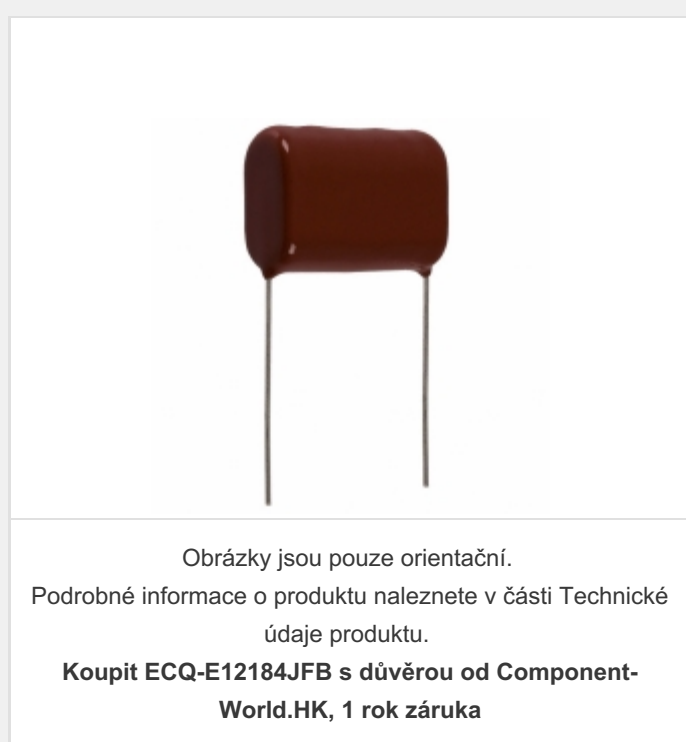 Obrázky jsou pouze orientační.
Podrobné informace o produktu naleznete v části Technické
údaje produktu.
Koupit ECQ-E12184JFB s důvěrou od Component-
World.HK, 1 rok záruka